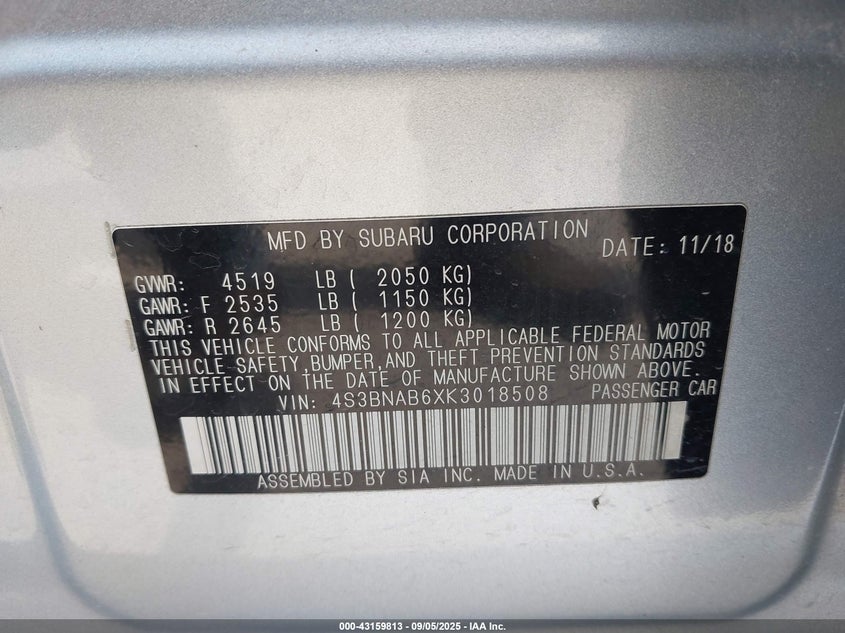 MFD BY SUBARU CORPORATION DATE: 11/18
GVWR: 4519 LB ( 2050 KG)
GAWR: F 2535 LB ( 1150 KG)
GAWR: R 2645 LB ( 1200 KG)
THIS VEHICLE CONFORMS TO ALL APPLICABLE FEDERAL MOTOR
VEHICLE SAFETY,BUMPER,AND THEFT PREVENTION STANDARDS
IN EFFECT ON THE DATE OF MANUFACTURE SHOWN ABOVE.
VIN: 4S3BNAB6XK3018508 PASSENGER CAR
ASSEMBLED BY SIA INC. MADE IN U.S.A.
000-43159813 - 09/05/2025 - IAA Inc.